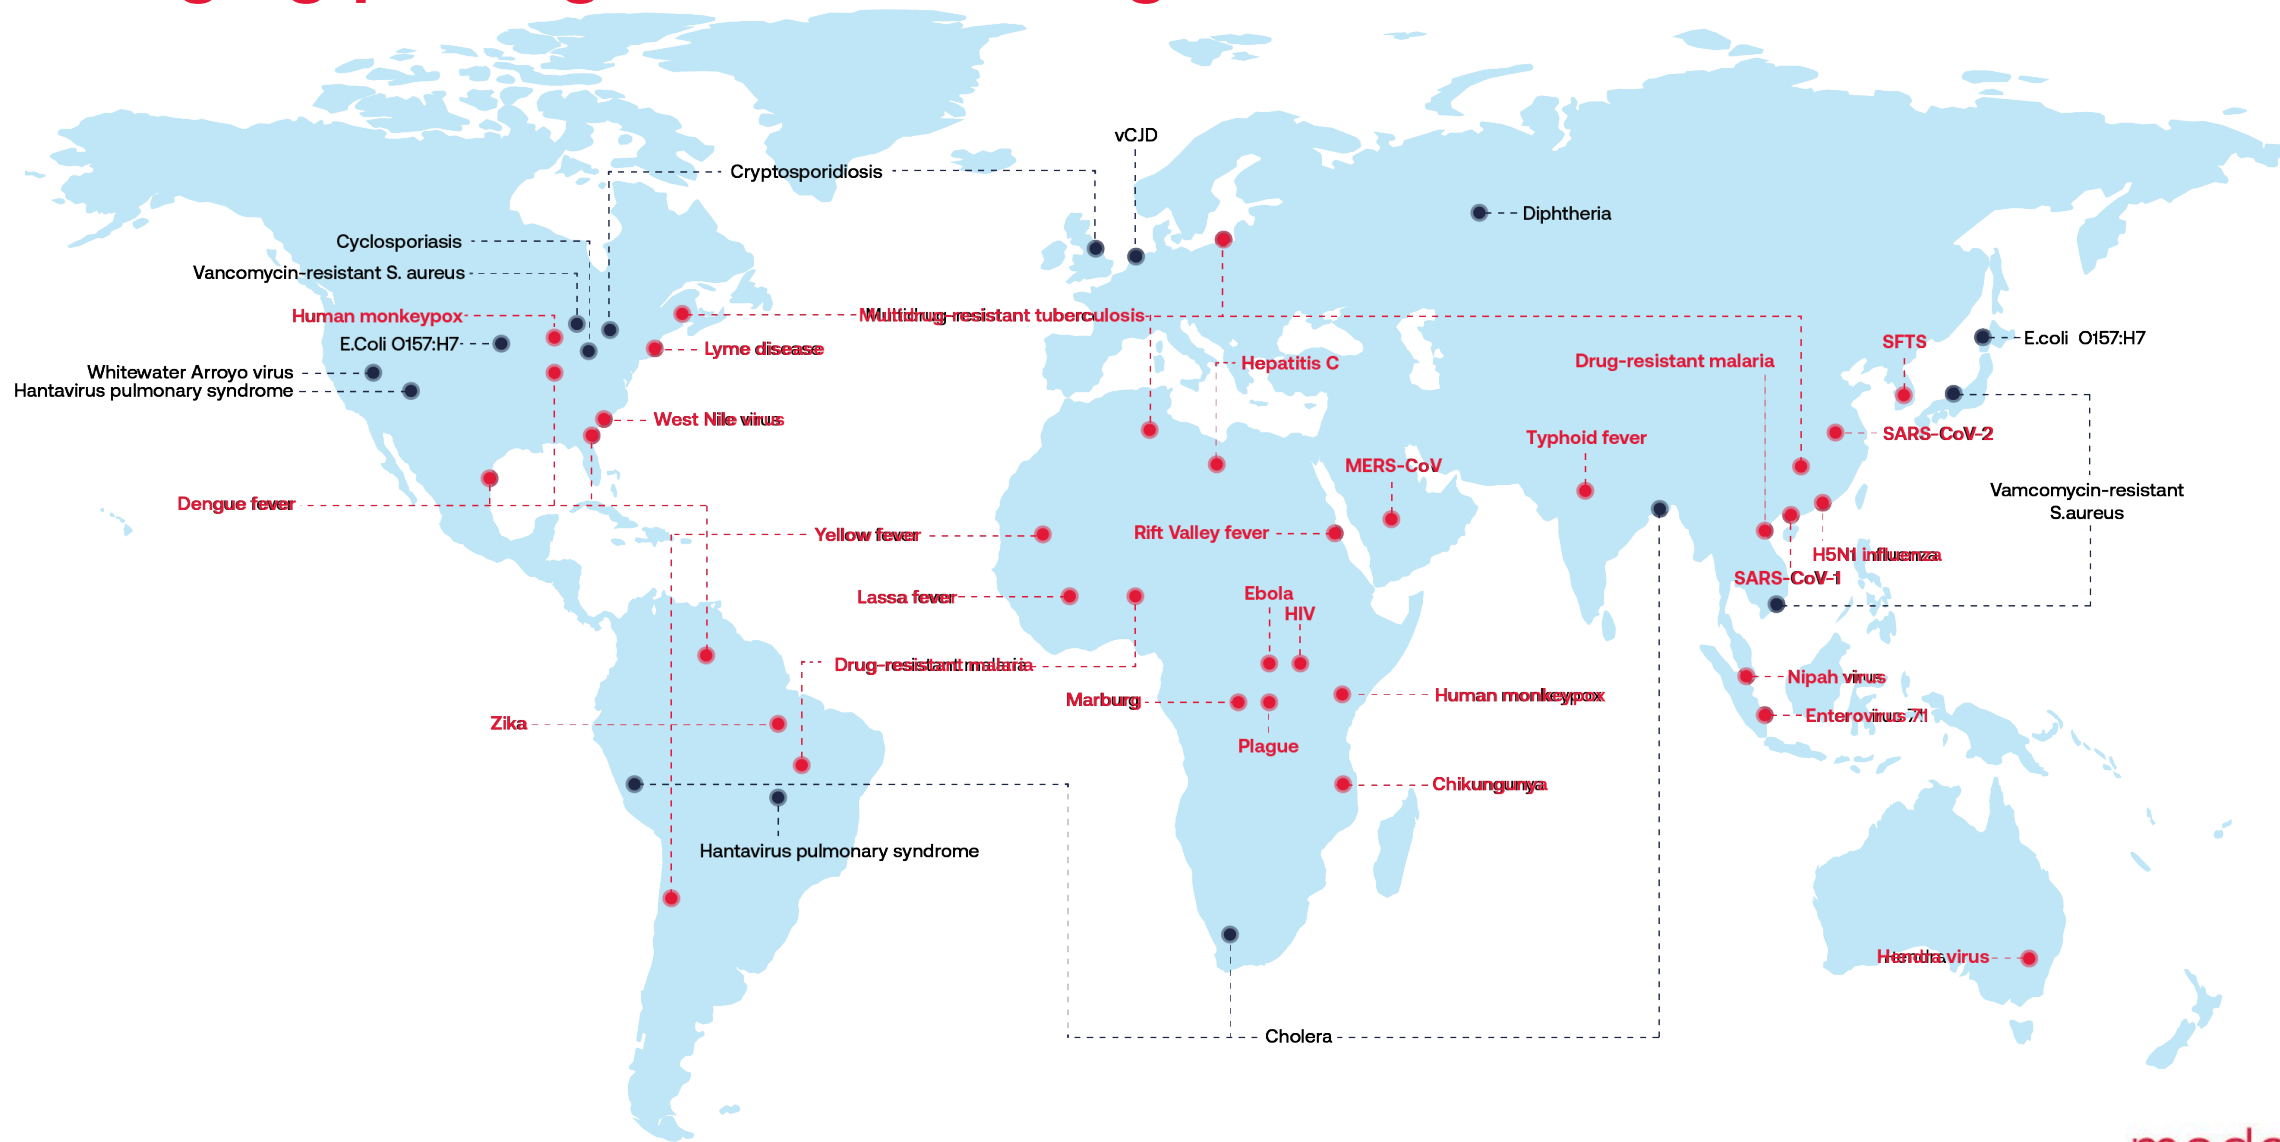 vCJD
Cryptosporidiosis
Diphtheria
Cyclosporiasis
Vancomycin-resistant S. aureus
Human monkeypox
Multidrug-resistant tuberculosis
E.Coli O157:H7
E.coli O157:H7
SFTS
Lyme disease
Hepatitis C
Drug-resistant malaria
Whitewater Arroyo virus
Hantavirus pulmonary syndrome
West Nile virus
SARS-CoV-2
Typhoid fever
MERS-CoV
Vamcomycin-resistant
S.aureus
Dengue fever
Yellow fever
Rift Valley fever
H5N1 influenza
SARS-CoV-1
Lassa fever
Ebola
HIV
Drug-resistant malaria
Nipah virus
Marburg
Human monkeypox
Enterovirus 71
Zika
Plague
Chikungunya
Hantavirus pulmonary syndrome
Hendra virus
Cholera